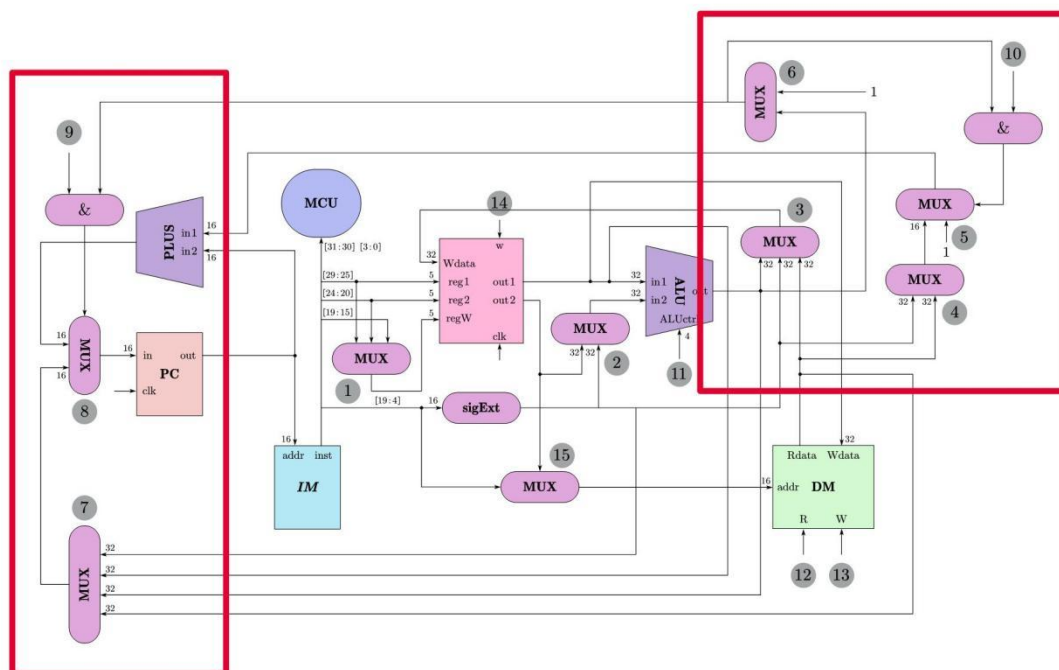 6
10
MUX
1
9
&
&
MCU
14
3
MUX
5
1
16
PLUS
in1
in2
16
16
[31:30] [3:0]
w
32
Wdata
MUX
32
32
32
[29:25]
5
reg1
out1
32
in1
ALU
out
MUX
4
32
32
[24:20]
5
reg2
out2
32
in2
[19:15]
5
regW
ALUctr
4
clk
MUX
2
32
32
11
16
MUX
16
8
16
in
out
PC
clk
MUX
1
[19:4]
16
sigExt
16
addr
inst
IM
15
MUX
32
Rdata
Wdata
16
addr
DM
R
W
12
13
7
MUX
32
32
32
32